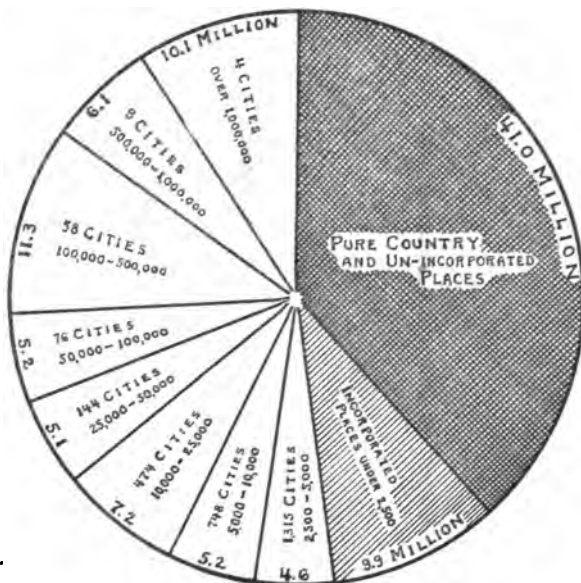 10.1 MILLION
4 CITIES
OVER 1,000,000
41.0 MILLION
PURE COUNTRY
AND UN-INCORPORATED
PLACES
INCORPORATED
PLACES UNDER 2,500
9.9 MILLION
1,315 CITIES
2,500-5,000
4.6
748 CITIES
5,000-10,000
5.2
474 CITIES
10,000-25,000
7.2
144 CITIES
25,000-50,000
5.1
76 CITIES
50,000-100,000
5.2
58 CITIES
100,000-500,000
11.3
8 CITIES
500,000-1,000,000
6.1